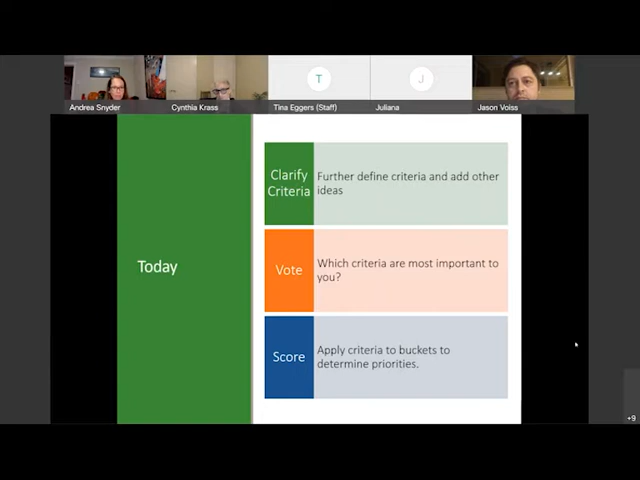 T
J
Andrea Snyder
Cynthia Krass
Tina Eggers (Staff)
Juliana
Jason Voiss
Today
Clarify
Criteria
Further define criteria and add other
ideas
Vote
Which criteria are most important to
you?
Score
Apply criteria to buckets to
determine priorities.
+9